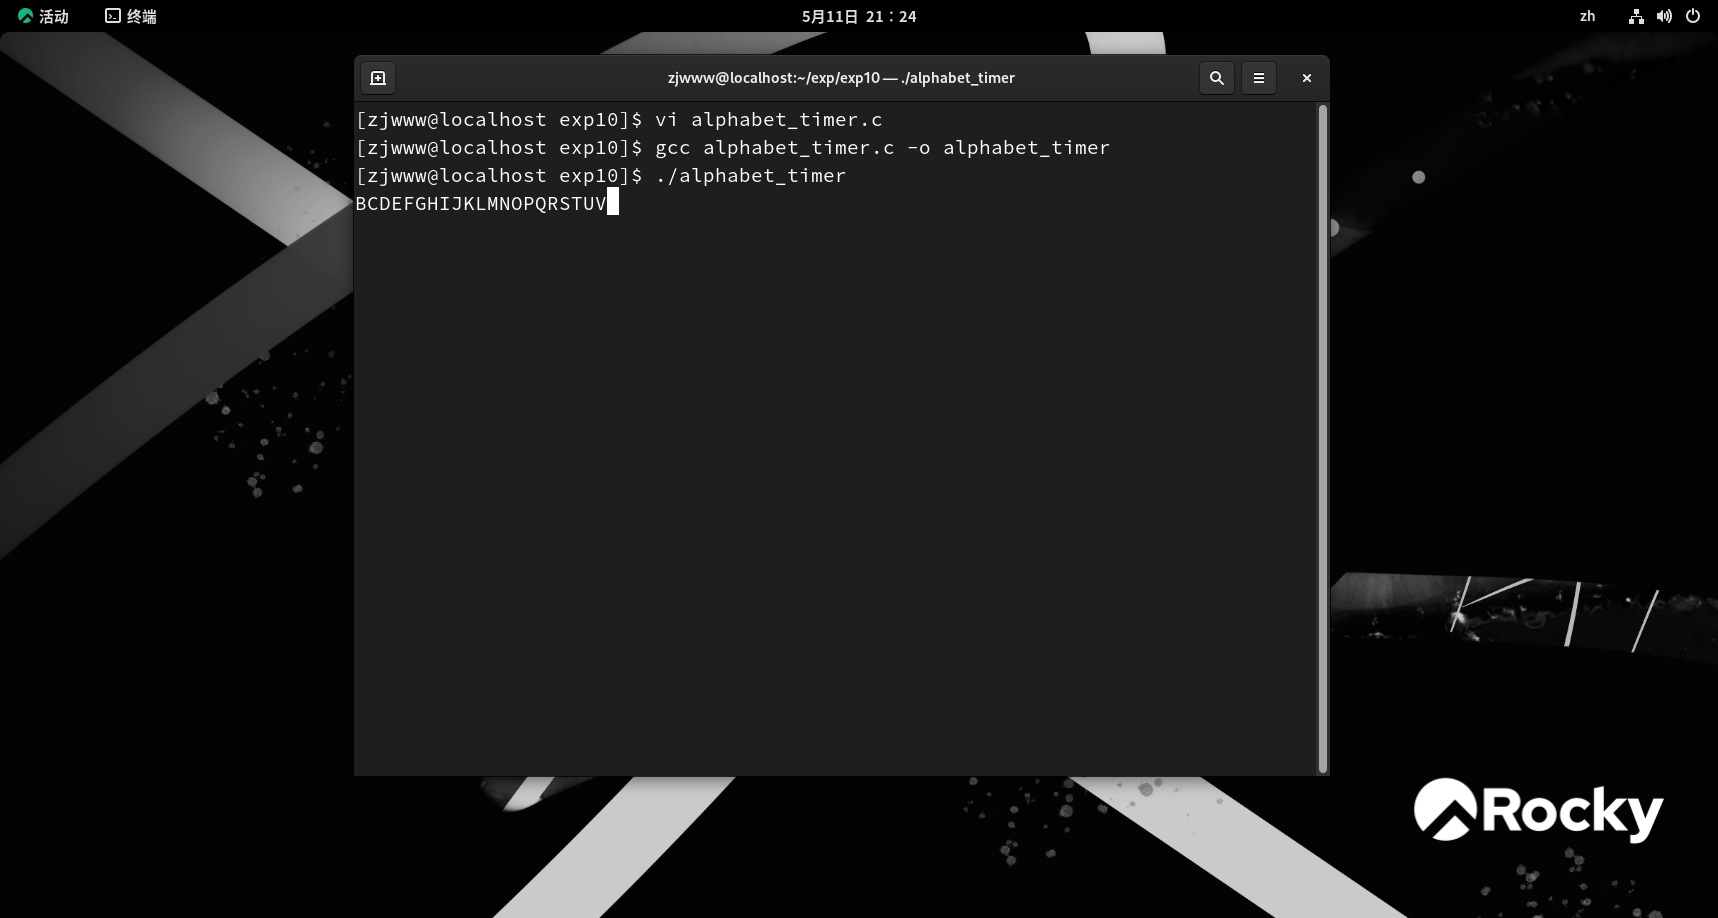 活动 终端 5月11日 21：24 zh
zjwww@localhost:~/exp/exp10 — ./alphabet_timer
[zjwww@localhost exp10]$ vi alphabet_timer.c
[zjwww@localhost exp10]$ gcc alphabet_timer.c -o alphabet_timer
[zjwww@localhost exp10]$ ./alphabet_timer
BCDEFGHIJKLMNOPQRSTUV
Rocky